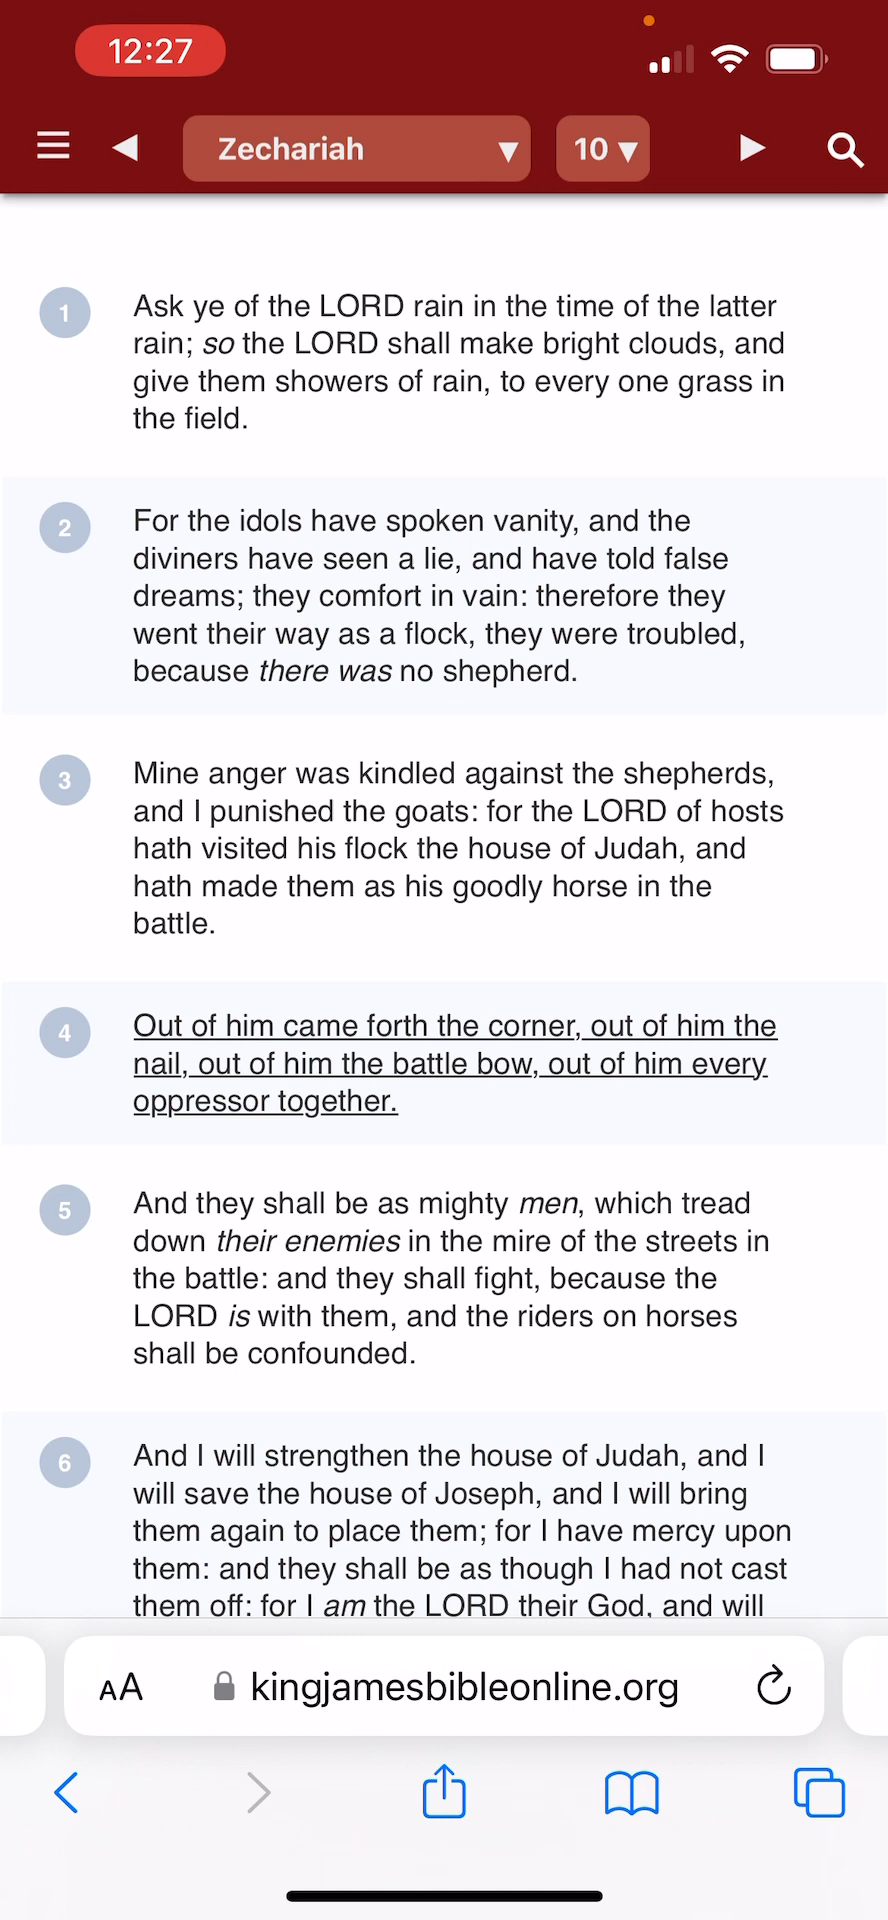 12:27
Zechariah
10
1
Ask ye of the LORD rain in the time of the latter
rain; so the LORD shall make bright clouds, and
give them showers of rain, to every one grass in
the field.
2
For the idols have spoken vanity, and the
diviners have seen a lie, and have told false
dreams; they comfort in vain: therefore they
went their way as a flock, they were troubled,
because there was no shepherd.
3
Mine anger was kindled against the shepherds,
and I punished the goats: for the LORD of hosts
hath visited his flock the house of Judah, and
hath made them as his goodly horse in the
battle.
4
Out of him came forth the corner, out of him the
nail, out of him the battle bow, out of him every
oppressor together.
5
And they shall be as mighty men, which tread
down their enemies in the mire of the streets in
the battle: and they shall fight, because the
LORD is with them, and the riders on horses
shall be confounded.
6
And I will strengthen the house of Judah, and I
will save the house of Joseph, and I will bring
them again to place them; for I have mercy upon
them: and they shall be as though I had not cast
them off: for I am the LORD their God, and will
AA
kingjamesbibleonline.org